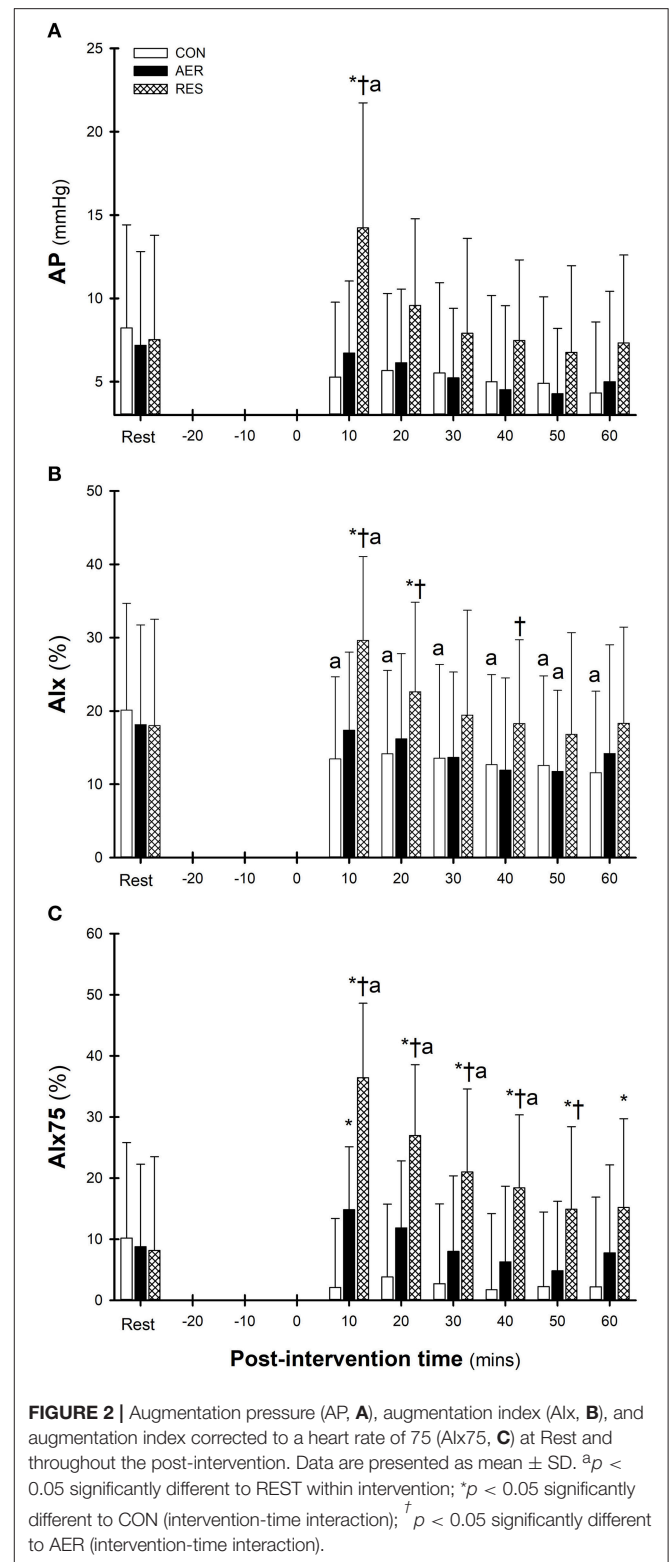 A
25
CON
AER
RES
*†a
20
15
AP (mmHg)
10
5
Rest -20 -10 0 10 20 30 40 50 60
B
50
*†a
40
*†
†
30
a a a a a a a
AIx (%)
20
10
0
Rest -20 -10 0 10 20 30 40 50 60
C
60
50
*†a
*†a
40
*†a
*†a
*†
*
AIx75 (%)
30
*
20
10
0
Rest -20 -10 0 10 20 30 40 50 60
Post-intervention time (mins)
FIGURE 2 | Augmentation pressure (AP, A), augmentation index (AIx, B), and
augmentation index corrected to a heart rate of 75 (AIx75, C) at Rest and
throughout the post-intervention. Data are presented as mean ± SD. ᵃp <
0.05 significantly different to REST within intervention; *p < 0.05 significantly
different to CON (intervention-time interaction); †p < 0.05 significantly different
to AER (intervention-time interaction).